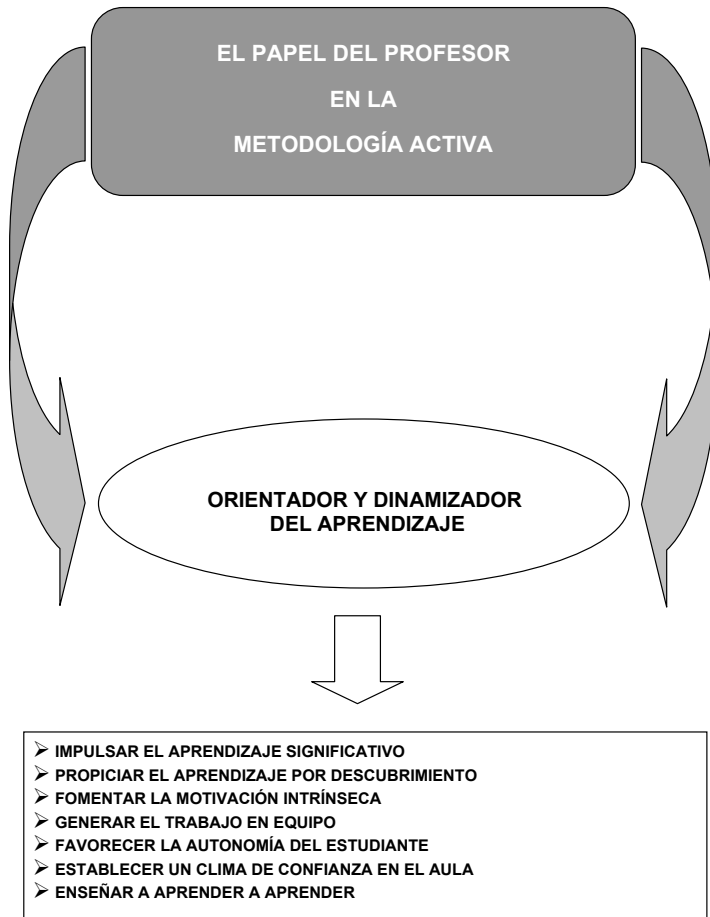 EL PAPEL DEL PROFESOR
EN LA
METODOLOGÍA ACTIVA
ORIENTADOR Y DINAMIZADOR
DEL APRENDIZAJE
➢ IMPULSAR EL APRENDIZAJE SIGNIFICATIVO
➢ PROPICIAR EL APRENDIZAJE POR DESCUBRIMIENTO
➢ FOMENTAR LA MOTIVACIÓN INTRÍNSECA
➢ GENERAR EL TRABAJO EN EQUIPO
➢ FAVORECER LA AUTONOMÍA DEL ESTUDIANTE
➢ ESTABLECER UN CLIMA DE CONFIANZA EN EL AULA
➢ ENSEÑAR A APRENDER A APRENDER